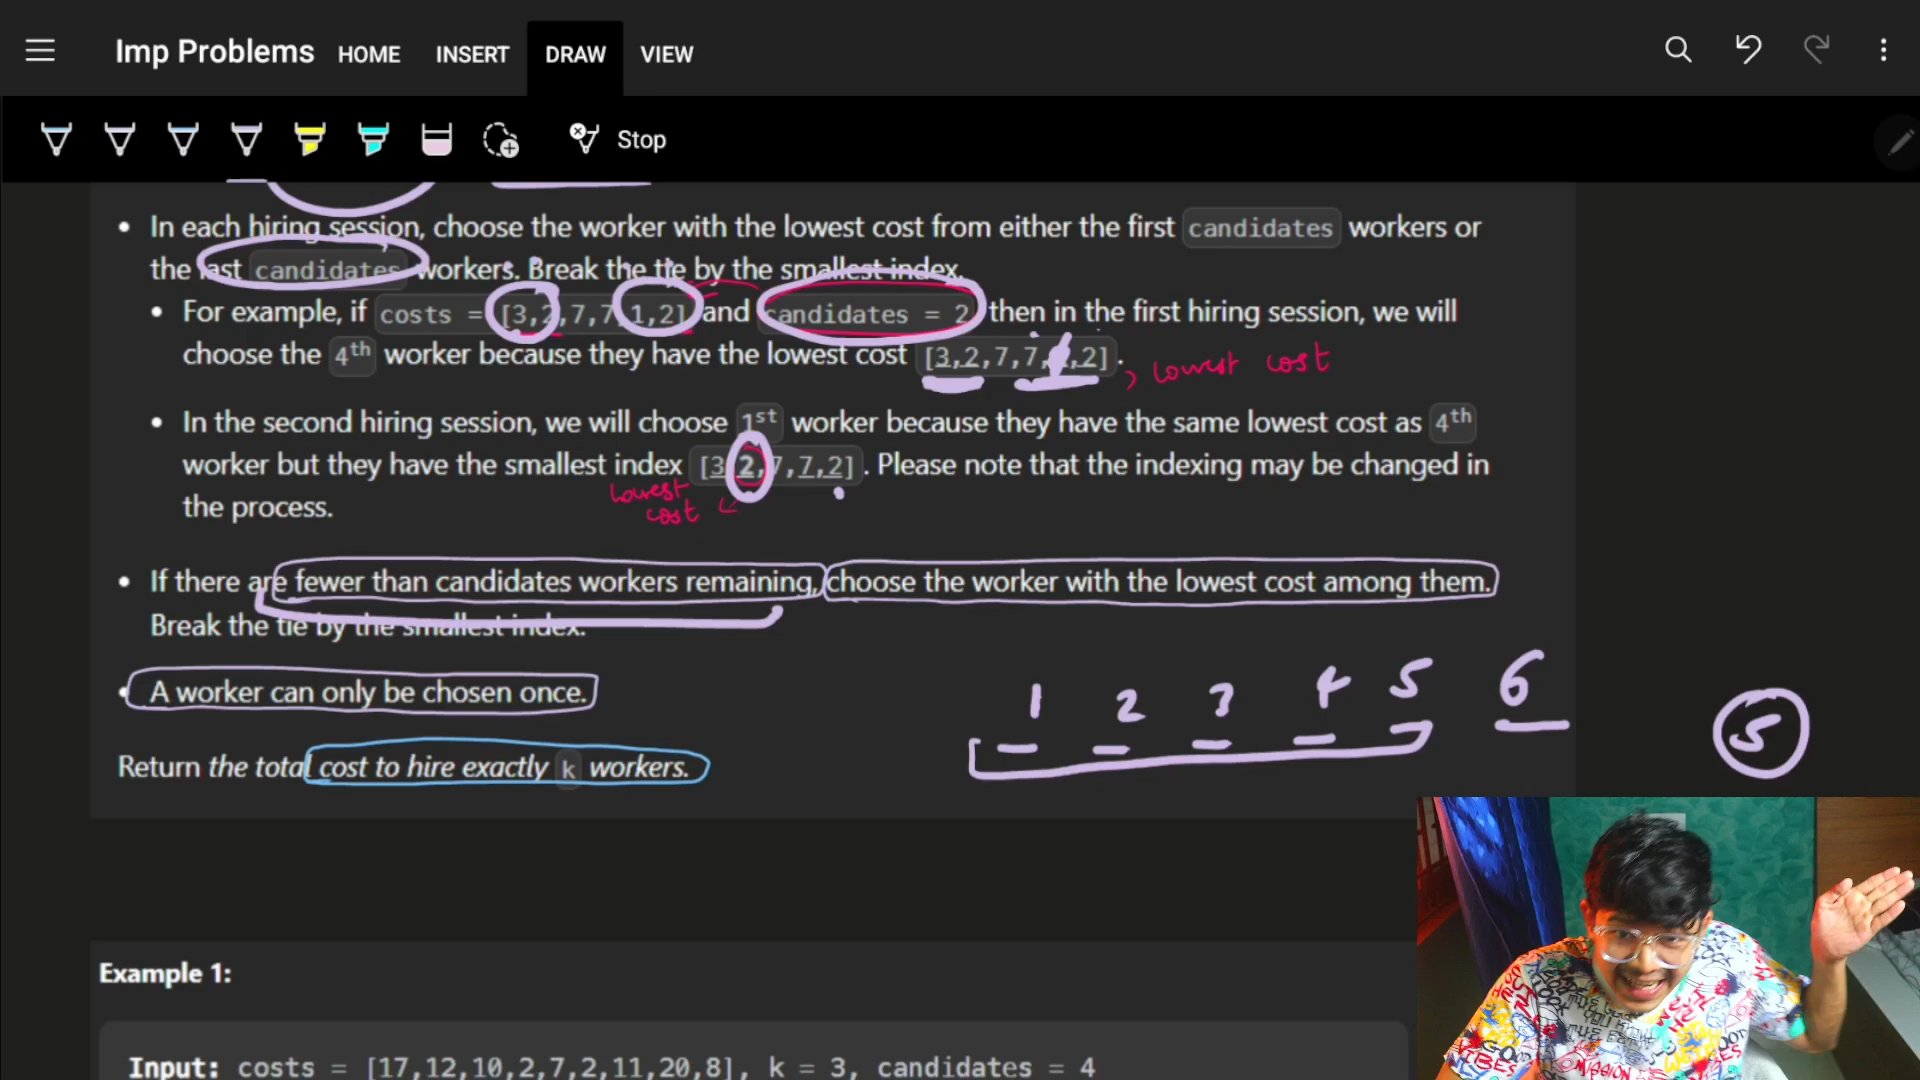 Imp Problems HOME INSERT DRAW VIEW
Stop
In each hiring session, choose the worker with the lowest cost from either the first candidates workers or
the last candidates workers. Break the tie by the smallest index.
For example, if costs = [3,2,7,7,1,2] and candidates = 2 then in the first hiring session, we will
choose the 4th worker because they have the lowest cost [3,2,7,7,1,2].
lowest cost
In the second hiring session, we will choose 1st worker because they have the same lowest cost as 4th
worker but they have the smallest index [3,2,7,7,2]. Please note that the indexing may be changed in
lowest
cost
the process.
If there are fewer than candidates workers remaining, choose the worker with the lowest cost among them.
Break the tie by the smallest index.
A worker can only be chosen once.
1 2 3 4 5 6
5
Return the total cost to hire exactly k workers.
Example 1:
Input: costs = [17,12,10,2,7,2,11,20,8], k = 3, candidates = 4